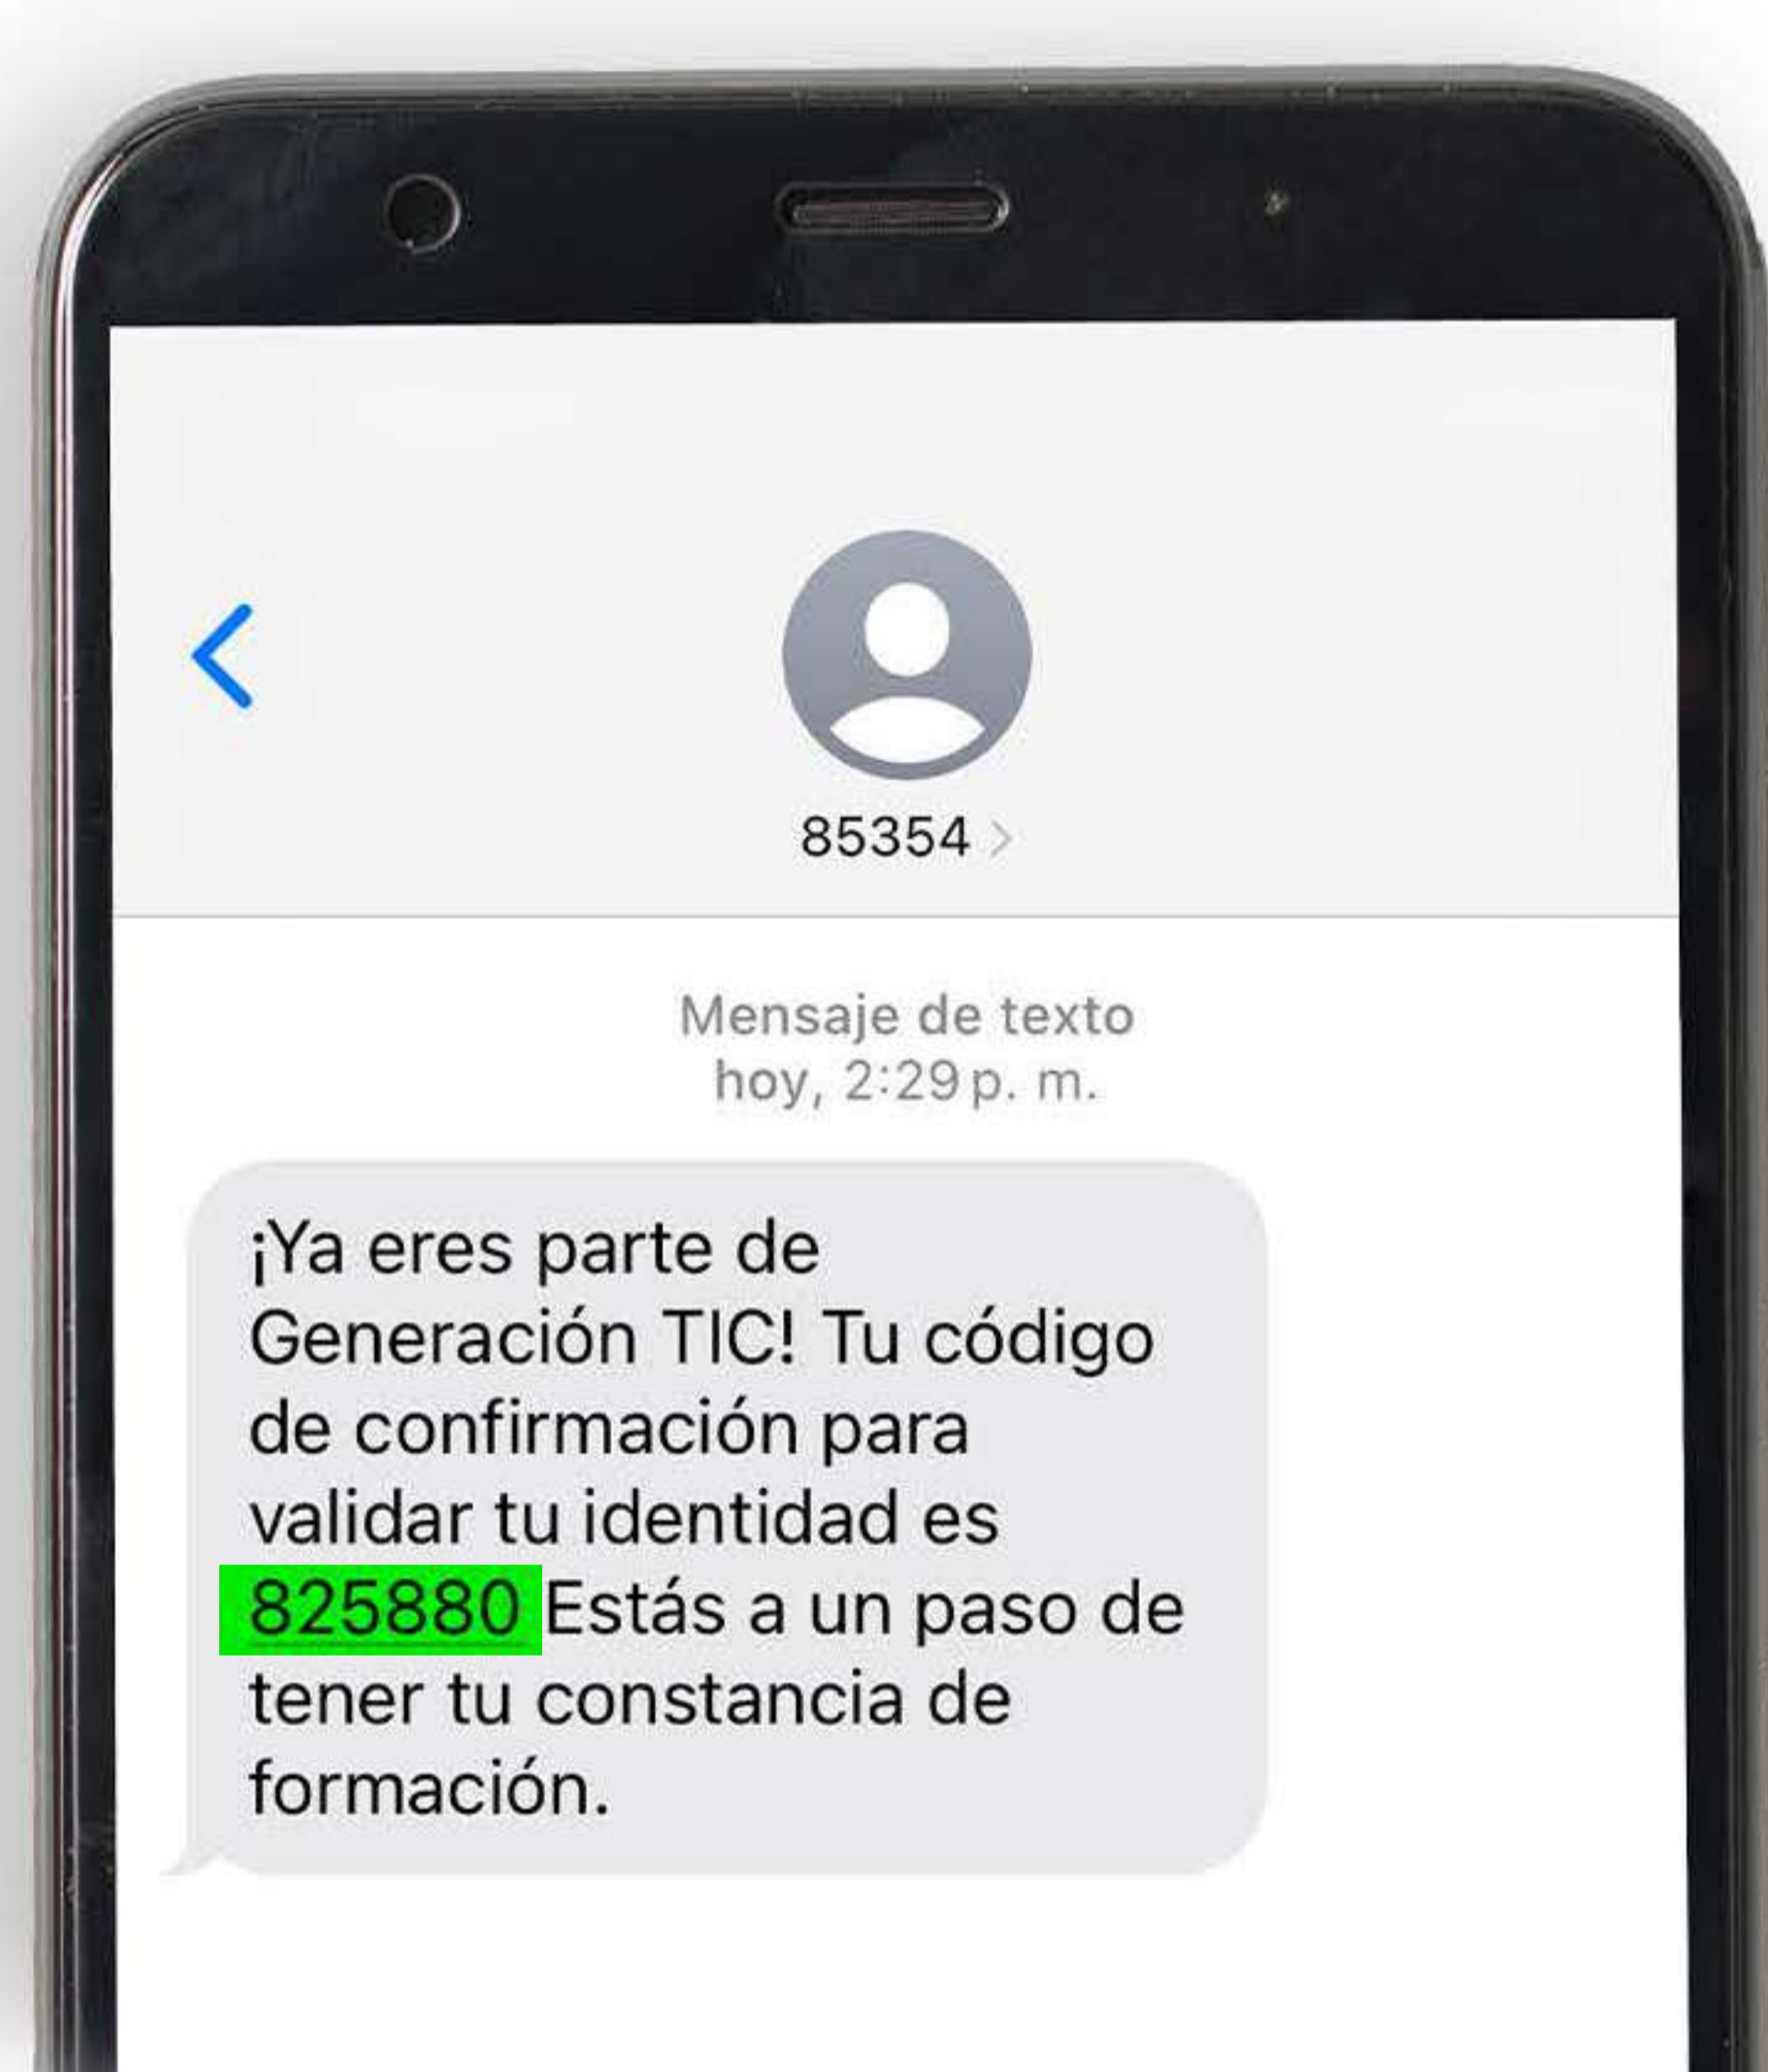 85354
Mensaje de texto
hoy, 2:29 p. m.
¡Ya eres parte de
Generación TIC! Tu código
de confirmación para
validar tu identidad es
825880 Estás a un paso de
tener tu constancia de
formación.